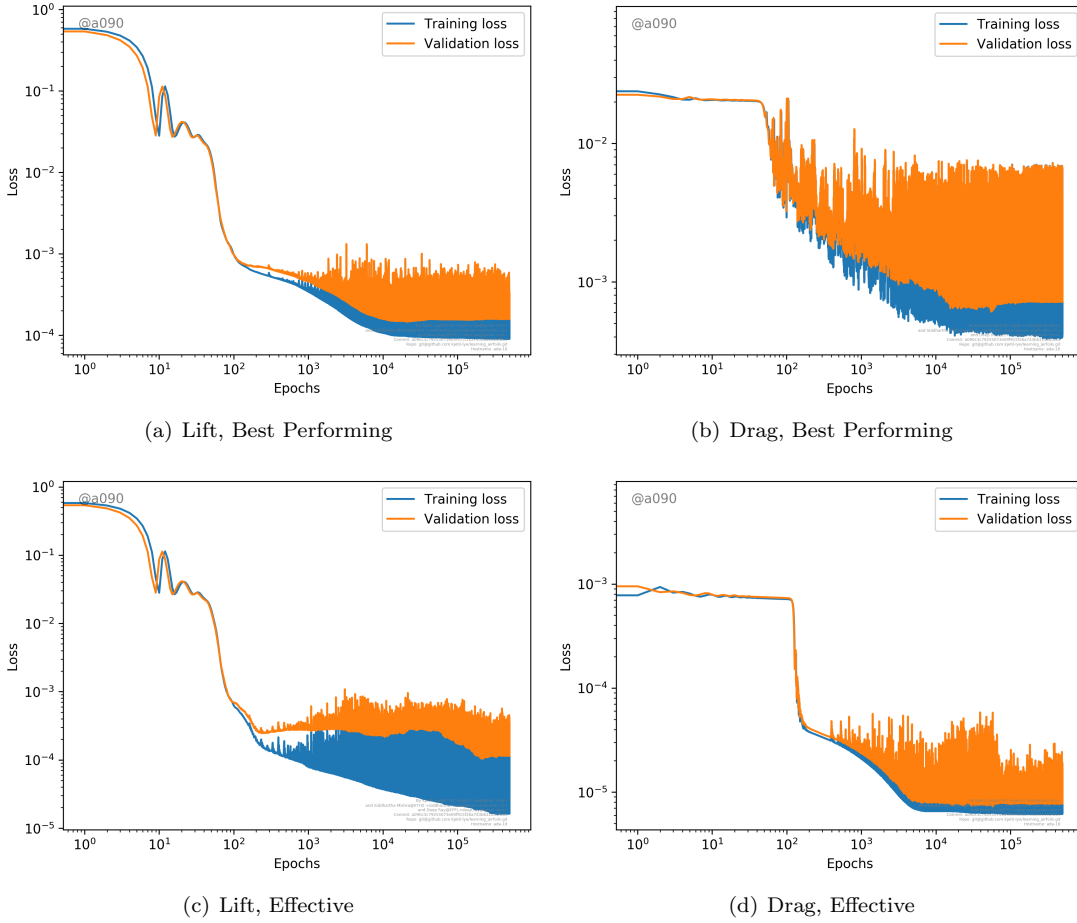 @a090
Training loss
Validation loss
10⁰
10⁻¹
10⁻²
10⁻³
10⁻⁴
Loss
10⁰ 10¹ 10² 10³ 10⁴ 10⁵
Epochs
(a) Lift, Best Performing
@a090
Training loss
Validation loss
10⁻²
10⁻³
Loss
10⁰ 10¹ 10² 10³ 10⁴ 10⁵
Epochs
(b) Drag, Best Performing
@a090
Training loss
Validation loss
10⁰
10⁻¹
10⁻²
10⁻³
10⁻⁴
10⁻⁵
Loss
10⁰ 10¹ 10² 10³ 10⁴ 10⁵
Epochs
(c) Lift, Effective
@a090
Training loss
Validation loss
10⁻³
10⁻⁴
10⁻⁵
Loss
10⁰ 10¹ 10² 10³ 10⁴ 10⁵
Epochs
(d) Drag, Effective